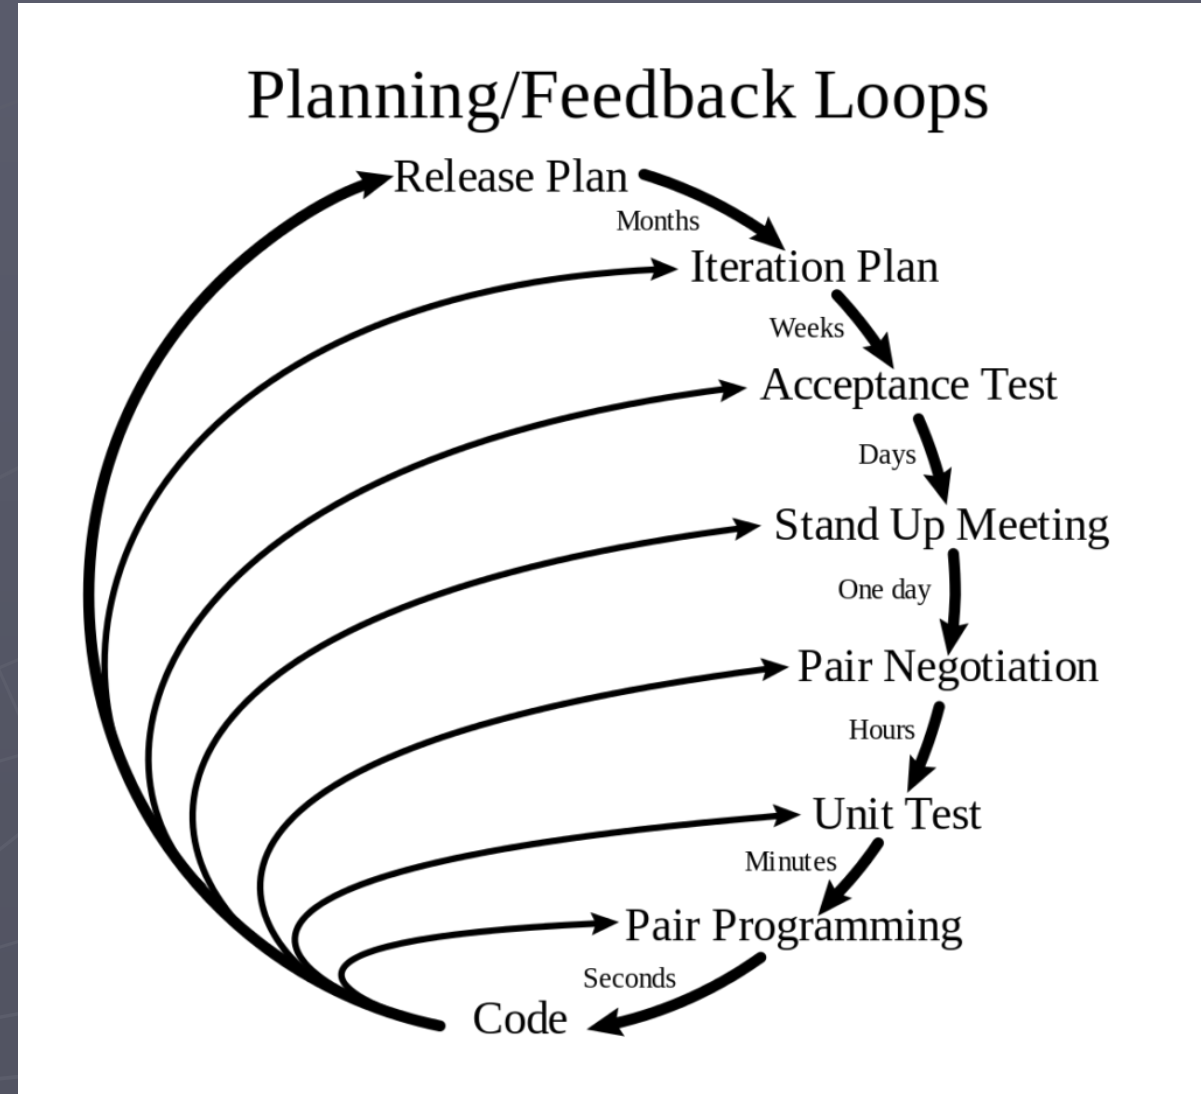 Planning/Feedback Loops
Release Plan
Months
Iteration Plan
Weeks
Acceptance Test
Days
Stand Up Meeting
One day
Pair Negotiation
Hours
Unit Test
Minutes
Pair Programming
Seconds
Code